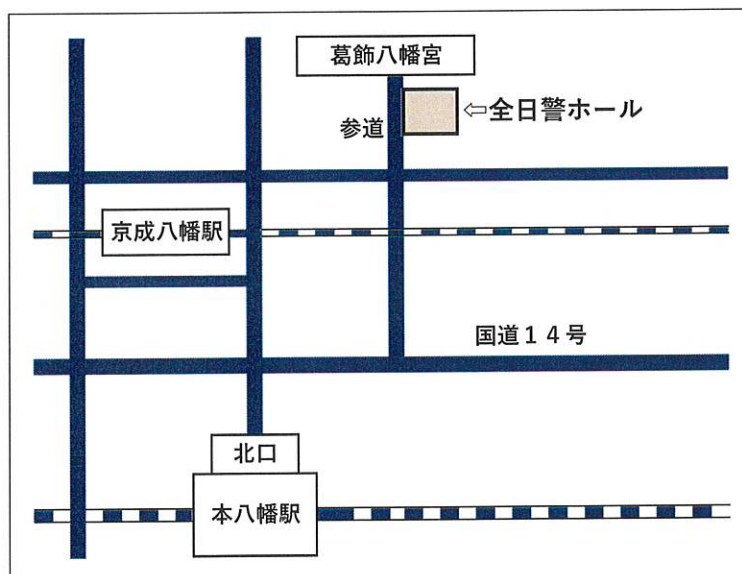 葛飾八幡宮
⇦全日警ホール
参道
京成八幡駅
国道１４号
北口
本八幡駅